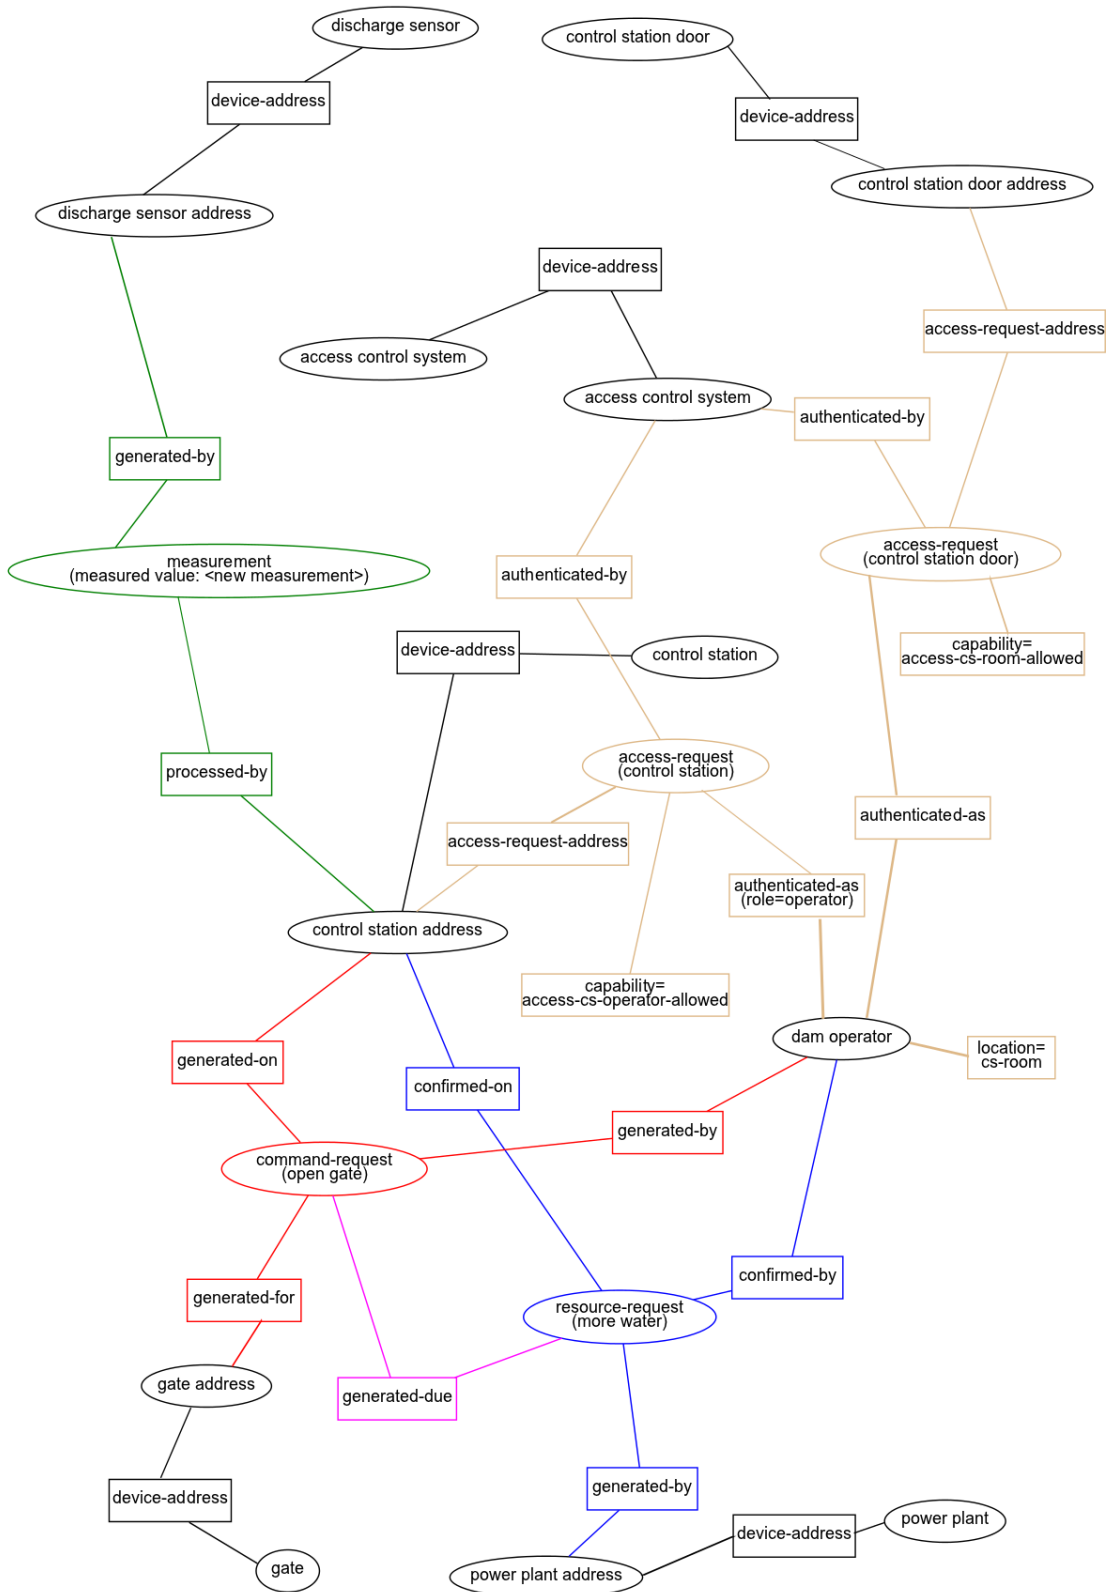 discharge sensor
control station door
device-address
device-address
control station door address
discharge sensor address
device-address
access-request-address
access control system
access control system
authenticated-by
generated-by
access-request
(control station door)
measurement
(measured value: <new measurement>)
authenticated-by
capability=
access-cs-room-allowed
device-address
control station
access-request
(control station)
processed-by
authenticated-as
access-request-address
authenticated-as
(role=operator)
control station address
capability=
access-cs-operator-allowed
dam operator
location=
cs-room
generated-on
confirmed-on
generated-by
command-request
(open gate)
confirmed-by
generated-for
resource-request
(more water)
gate address
generated-due
generated-by
device-address
power plant
device-address
gate
power plant address